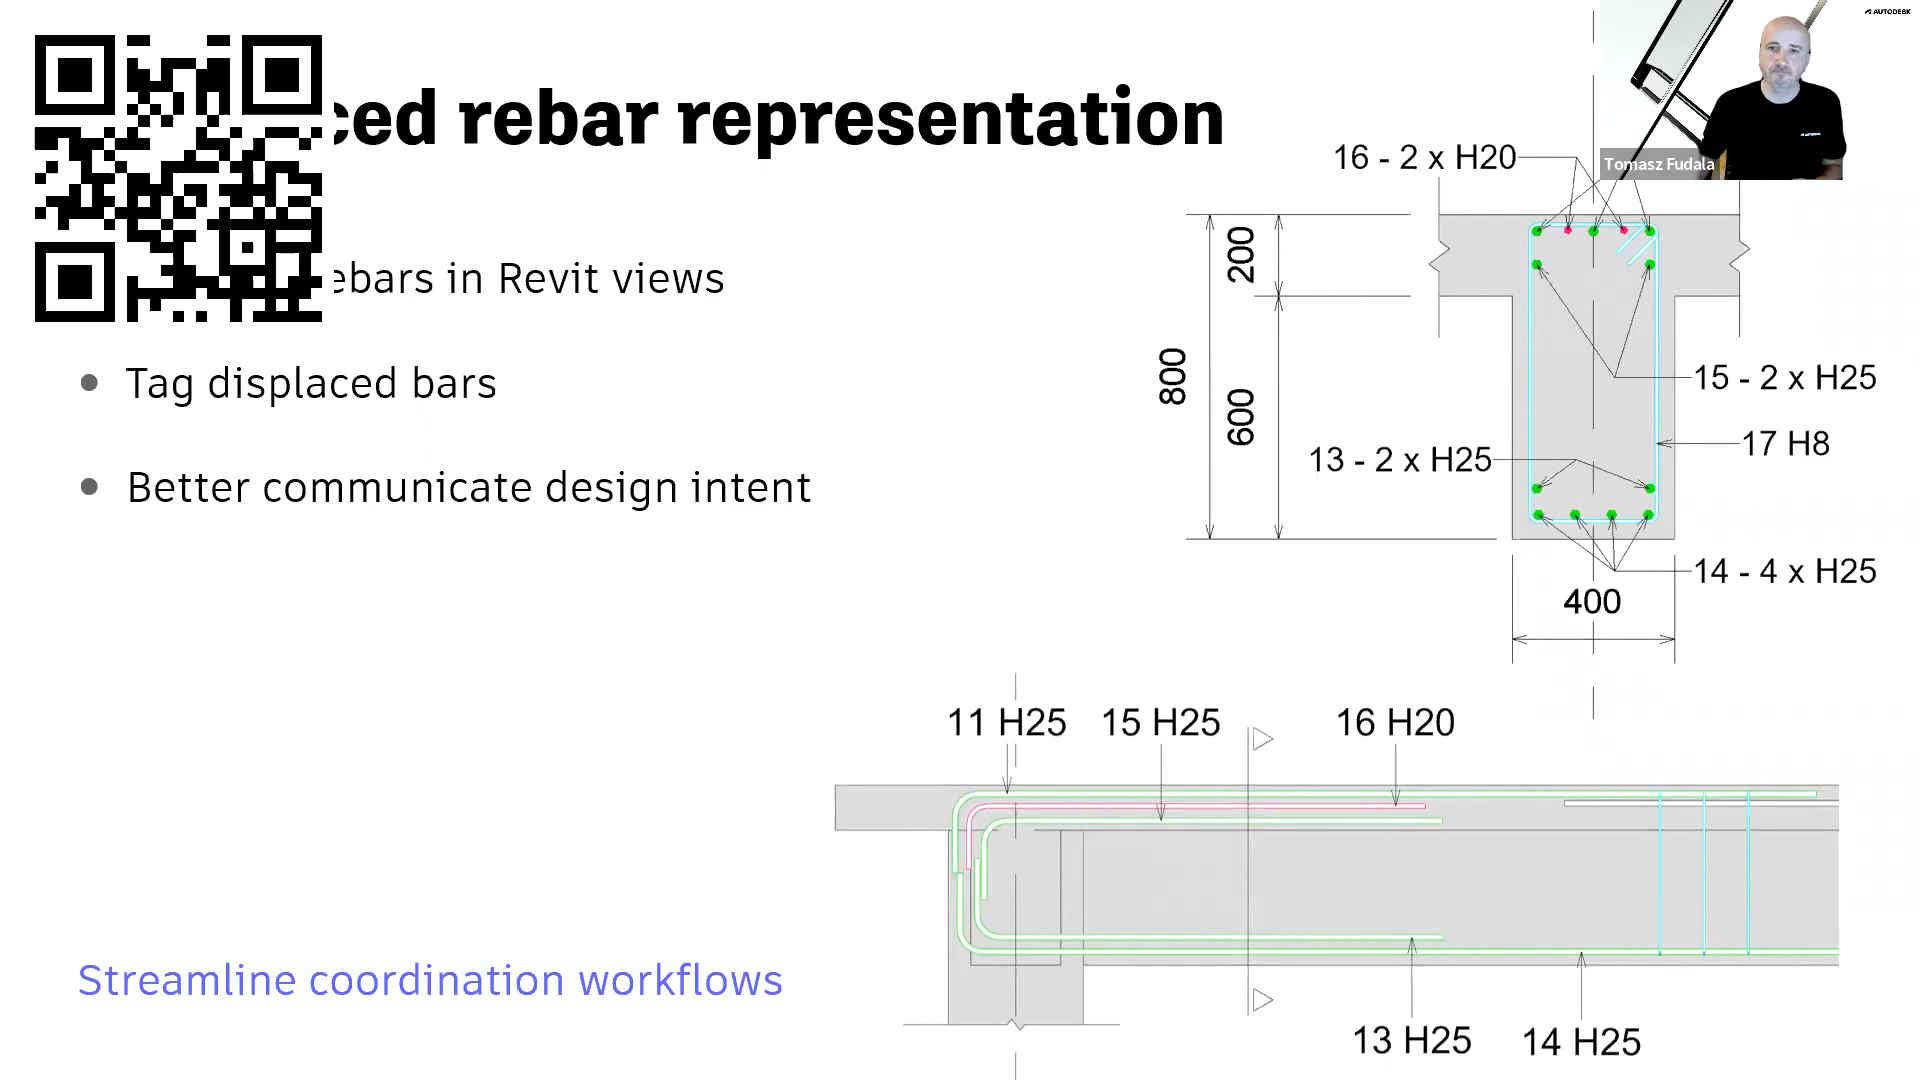 AUTODESK
ced rebar representation
Tomasz Fudala
ebars in Revit views
Tag displaced bars
Better communicate design intent
Streamline coordination workflows
16 - 2 x H20
200
800
600
15 - 2 x H25
17 H8
13 - 2 x H25
14 - 4 x H25
400
11 H25
15 H25
16 H20
13 H25
14 H25